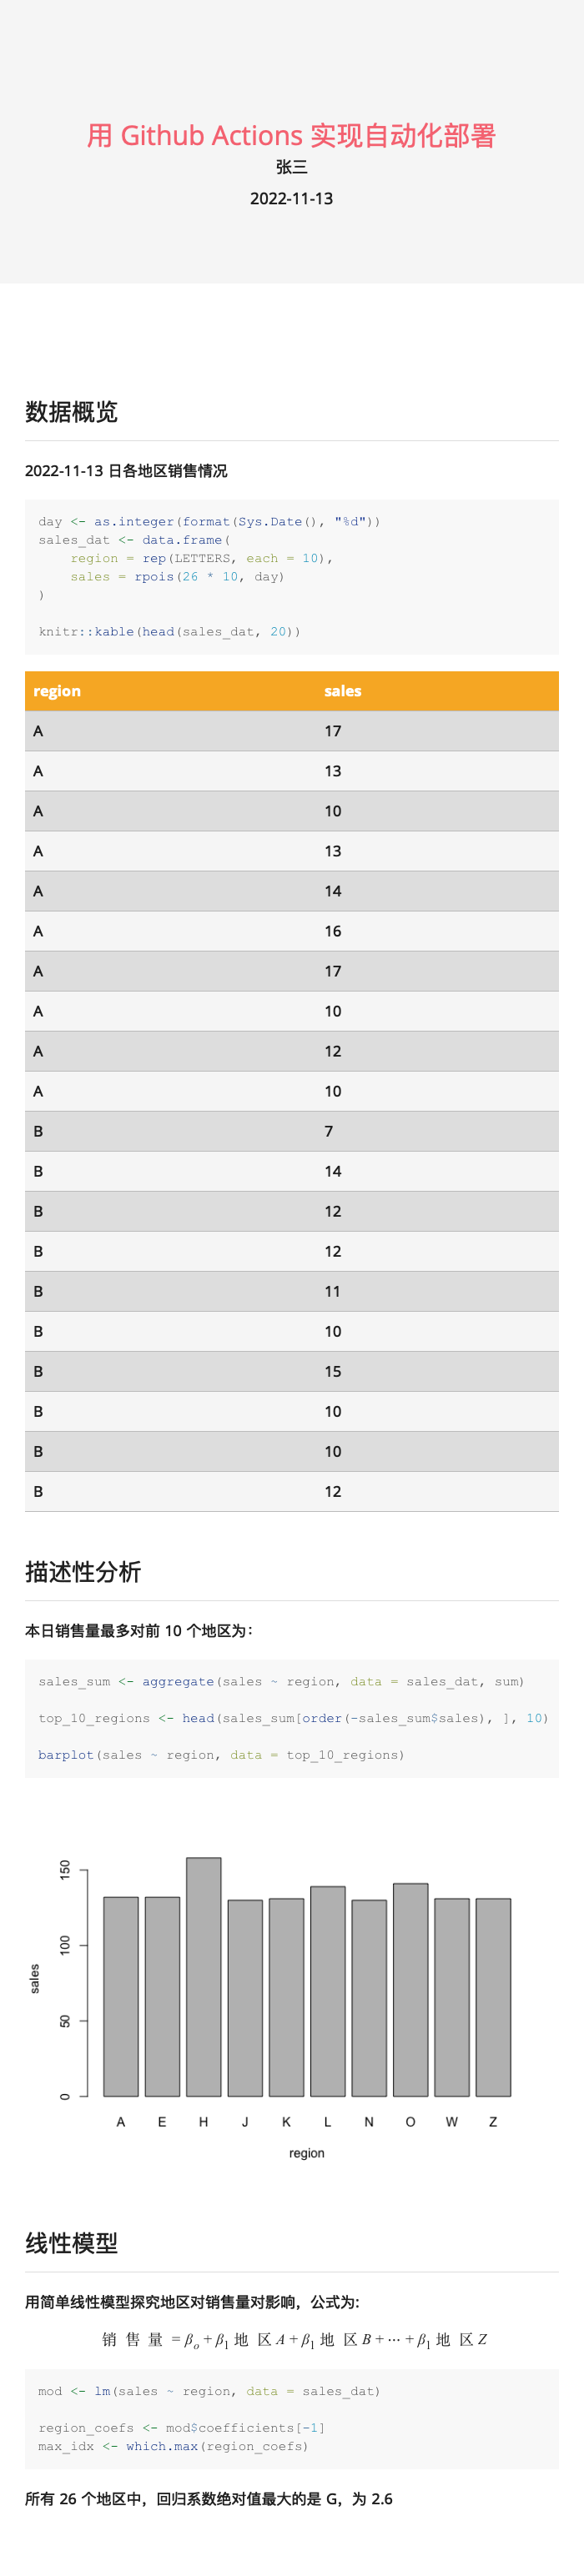 用 Github Actions 实现自动化部署
张三
2022-11-13
数据概览
2022-11-13 日各地区销售情况
day <- as.integer(format(Sys.Date(), "%d"))
sales_dat <- data.frame(
    region = rep(LETTERS, each = 10),
    sales = rpois(26 * 10, day)
)
knitr::kable(head(sales_dat, 20))
region sales
A 17
A 13
A 10
A 13
A 14
A 16
A 17
A 10
A 12
A 10
B 7
B 14
B 12
B 12
B 11
B 10
B 15
B 10
B 10
B 12
描述性分析
本日销售量最多对前 10 个地区为：
sales_sum <- aggregate(sales ~ region, data = sales_dat, sum)
top_10_regions <- head(sales_sum[order(-sales_sum$sales), ], 10)
barplot(sales ~ region, data = top_10_regions)
150
100
50
0
sales
A E H J K L N O W Z
region
线性模型
用简单线性模型探究地区对销售量对影响，公式为:
销售量 = β_o + β_1 地区 A + β_1 地区 B + ⋯ + β_1 地区 Z
mod <- lm(sales ~ region, data = sales_dat)
region_coefs <- mod$coefficients[-1]
max_idx <- which.max(region_coefs)
所有 26 个地区中，回归系数绝对值最大的是 G，为 2.6